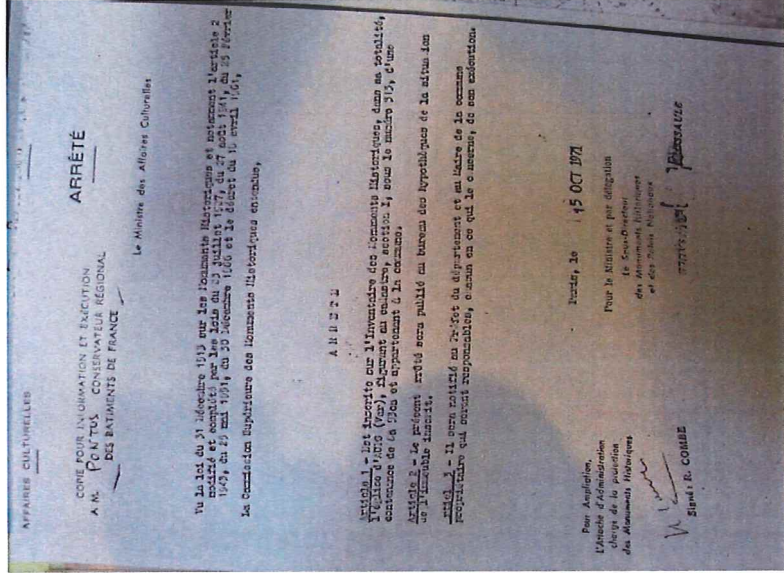 AFFAIRES CULTURELLES
COPIE POUR INFORMATION ET EXÉCUTION
A M. PONTUS CONSERVATEUR RÉGIONAL
DES BATIMENTS DE FRANCE
ARRÊTÉ
Le Ministre des Affaires Culturelles
Vu la loi du 31 Décembre 1913 sur les Monuments Historiques et notamment l'article 2
modifié et complété par les lois du 23 juillet 1927, du 27 août 1941, du 25 Février
1943, du 25 mai 1951, du 30 Décembre 1966 et le décret du 18 avril 1961,
La Commission Supérieure des Monuments Historiques entendue,
ARRETE
Article 1 - Est inscrite sur l'Inventaire des Monuments Historiques, dans sa totalité,
l'église d' (Var), figurant au cadastre, section I, sous le numéro 515, d'une
contenance de et appartenant à la commune.
Article 2 - Le présent arrêté sera publié au bureau des hypothèques de la situation
de l'immeuble inscrit.
Article 3 - Il sera notifié au Préfet du département et au Maire de la commune
propriétaire qui seront responsables, chacun en ce qui le concerne, de son exécution.
Paris, le 15 OCT 1971
Pour le Ministre et par délégation
Le Sous-Directeur
des Monuments Historiques
et des Palais Nationaux
Pour Ampliation,
L'Attaché d'Administration
chargé de la protection
des Monuments Historiques
Signé: R. COMBE